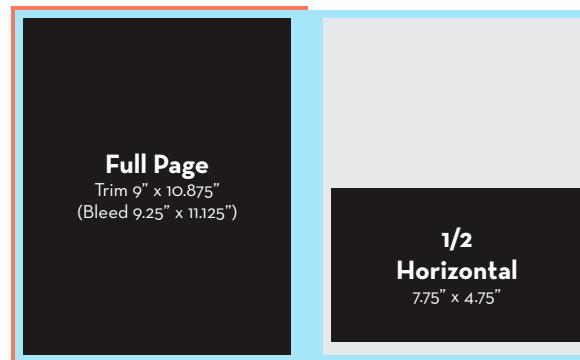 Full Page
Trim 9” x 10.875”
(Bleed 9.25” x 11.125”)
1/2
Horizontal
7.75” x 4.75”